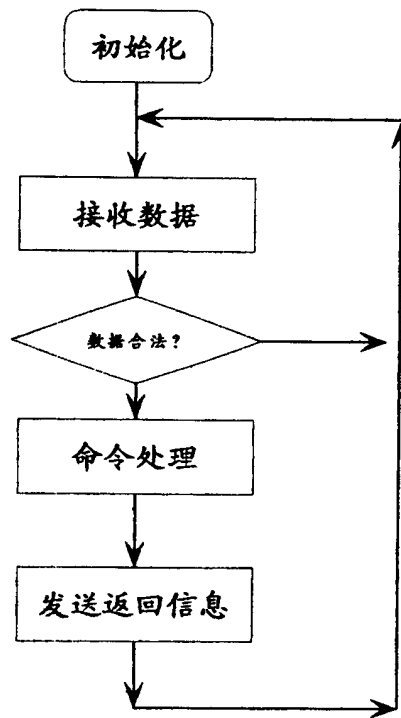 初始化
接收数据
数据合法？
命令处理
发送返回信息